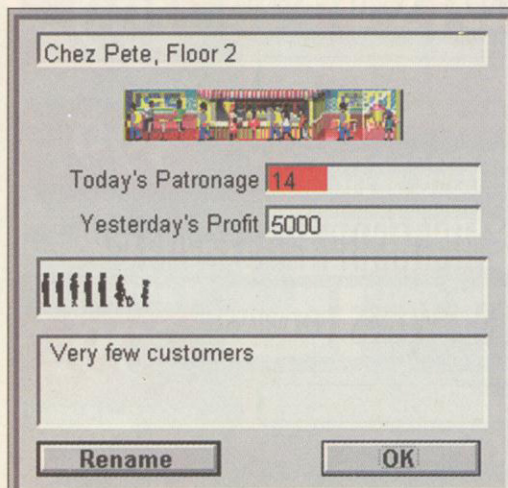 Chez Pete, Floor 2
Today's Patronage 14
Yesterday's Profit 5000
Very few customers
Rename OK